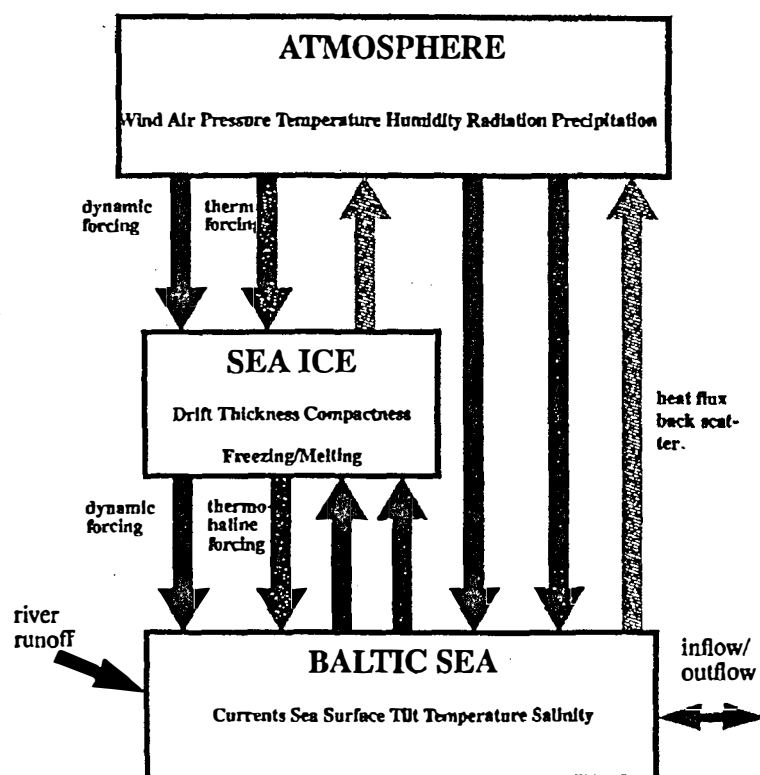 ATMOSPHERE
Wind Air Pressure Temperature Humidity Radiation Precipitation
dynamic
forcing
therm
forcing
SEA ICE
Drift Thickness Compactness
Freezing/Melting
heat flux
back scat-
ter.
dynamic
forcing
thermo-
haline
forcing
river
runoff
BALTIC SEA
Currents Sea Surface Tilt Temperature Salinity
inflow/
outflow